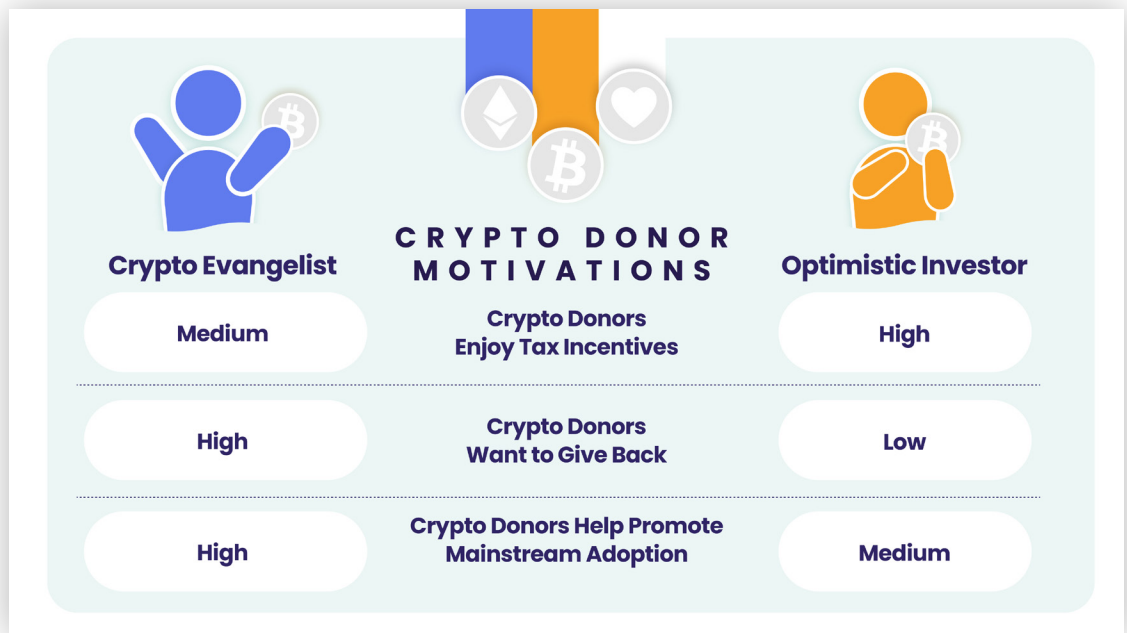 CRYPTO DONOR
MOTIVATIONS
Crypto Evangelist
Optimistic Investor
Medium
Crypto Donors
Enjoy Tax Incentives
High
High
Crypto Donors
Want to Give Back
Low
High
Crypto Donors Help Promote
Mainstream Adoption
Medium